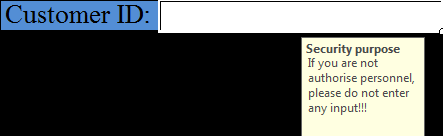 Customer ID:
Security purpose
If you are not
authorise personnel,
please do not enter
any input!!!